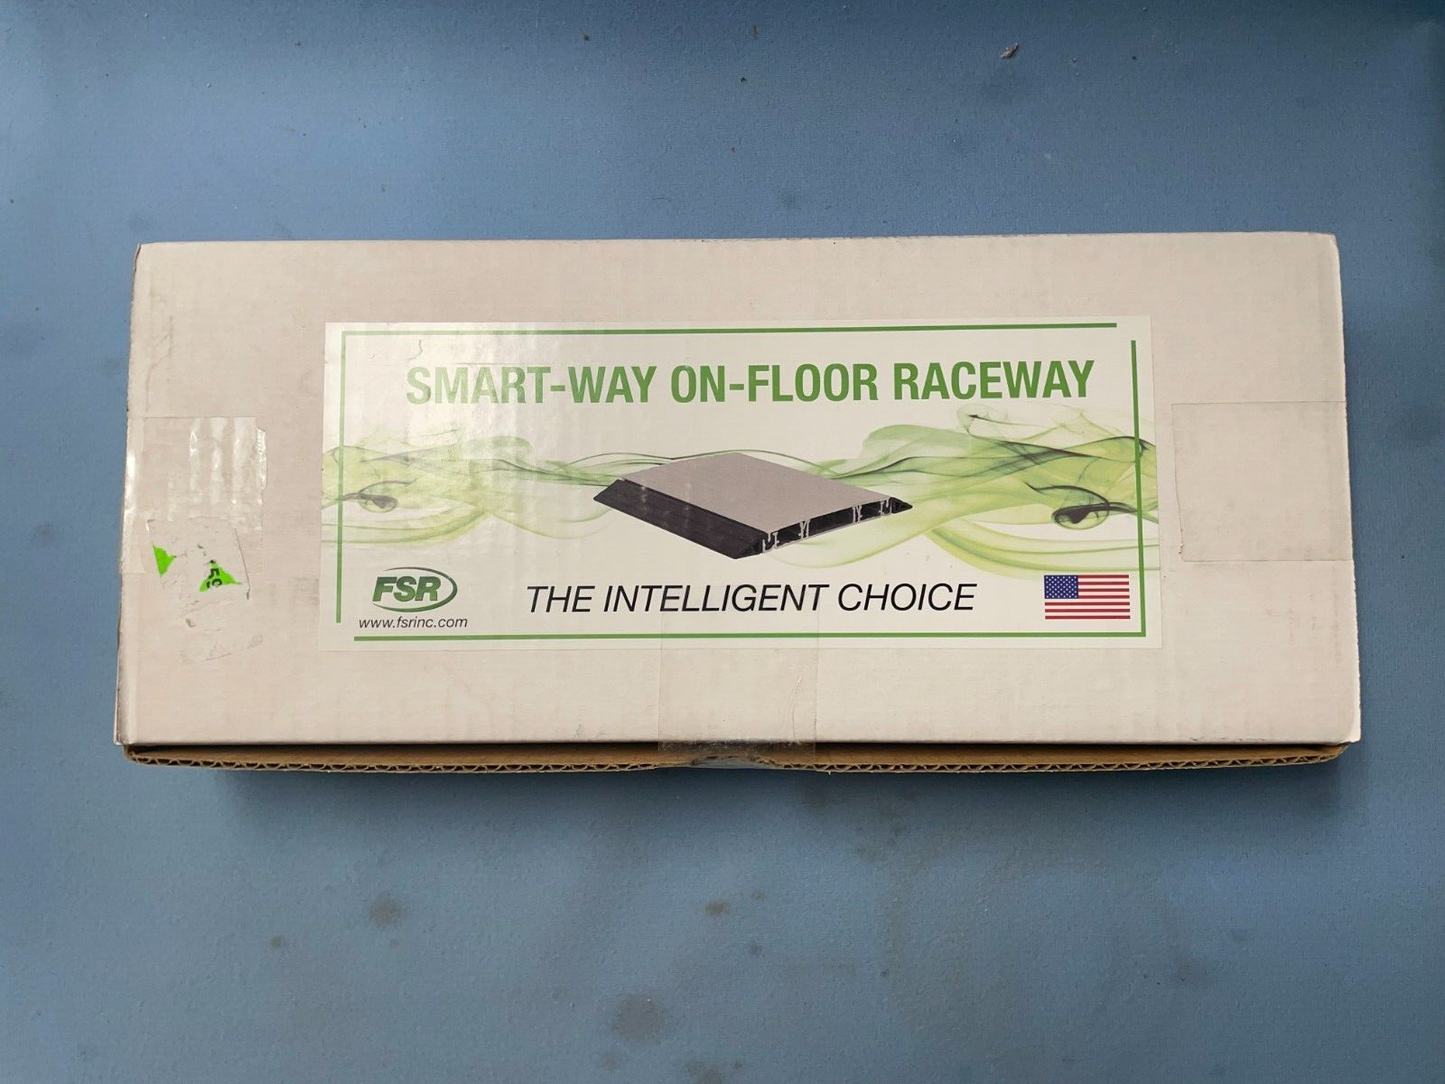 SMART-WAY ON-FLOOR RACEWAY
FSR
www.fsrinc.com
THE INTELLIGENT CHOICE